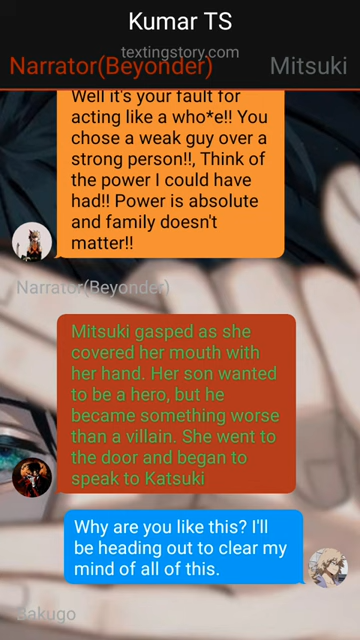 Kumar TS
textingstory.com
Narrator(Beyonder)
Mitsuki
Well it's your fault for
acting like a who*e!! You
chose a weak guy over a
strong person!!, Think of
the power I could have
had!! Power is absolute
and family doesn't
matter!!
Narrator(Beyonder)
Mitsuki gasped as she
covered her mouth with
her hand. Her son wanted
to be a hero, but he
became something worse
than a villain. She went to
the door and began to
speak to Katsuki
Why are you like this? I'll
be heading out to clear my
mind of all of this.
Bakugo